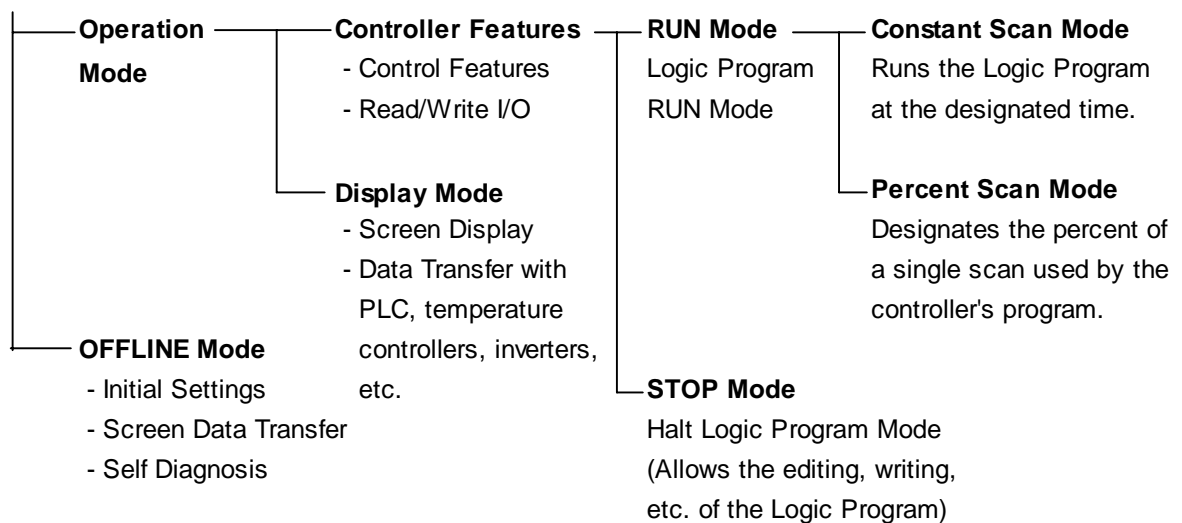 Operation
Mode
Controller Features
- Control Features
- Read/Write I/O
RUN Mode
Logic Program
RUN Mode
Constant Scan Mode
Runs the Logic Program
at the designated time.
Percent Scan Mode
Designates the percent of
a single scan used by the
controller's program.
STOP Mode
Halt Logic Program Mode
(Allows the editing, writing,
etc. of the Logic Program)
Display Mode
- Screen Display
- Data Transfer with
PLC, temperature
controllers, inverters,
etc.
OFFLINE Mode
- Initial Settings
- Screen Data Transfer
- Self Diagnosis